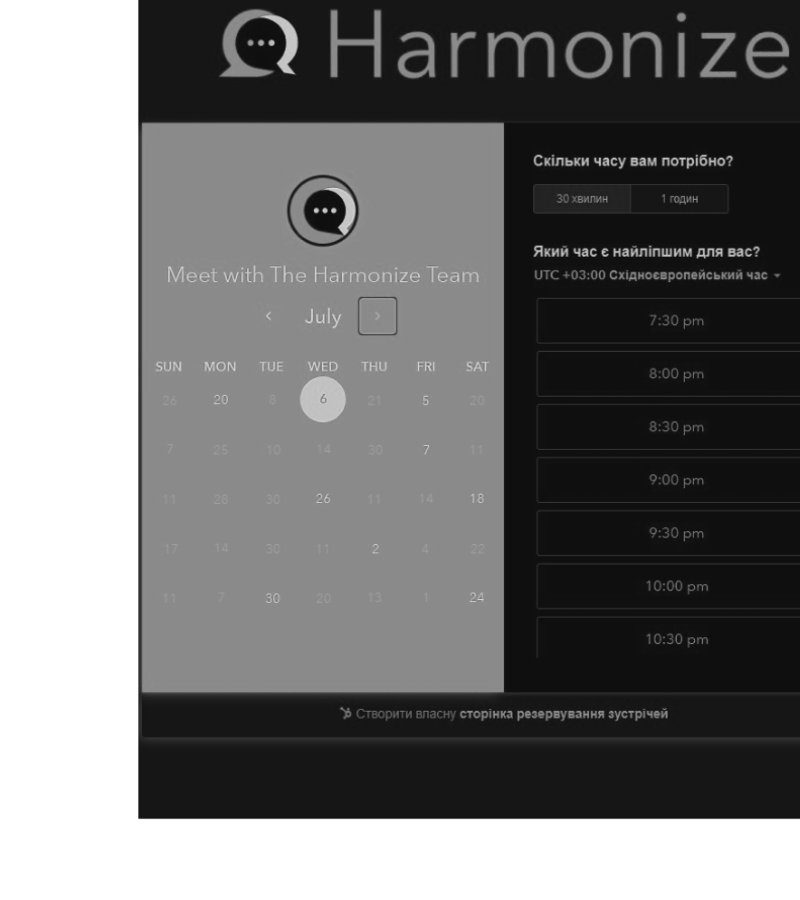 Harmonize
Meet with The Harmonize Team
July
SUN MON TUE WED THU FRI SAT
26 20 8 6 21 5 20
7 25 10 14 30 7 11
11 28 30 26 11 14 18
17 14 30 11 2 4 22
11 7 30 20 13 1 24
Скільки часу вам потрібно?
30 хвилин 1 годин
Який час є найліпшим для вас?
UTC +03:00 Східноєвропейський час
7:30 pm
8:00 pm
8:30 pm
9:00 pm
9:30 pm
10:00 pm
10:30 pm
Створити власну сторінка резервування зустрічей